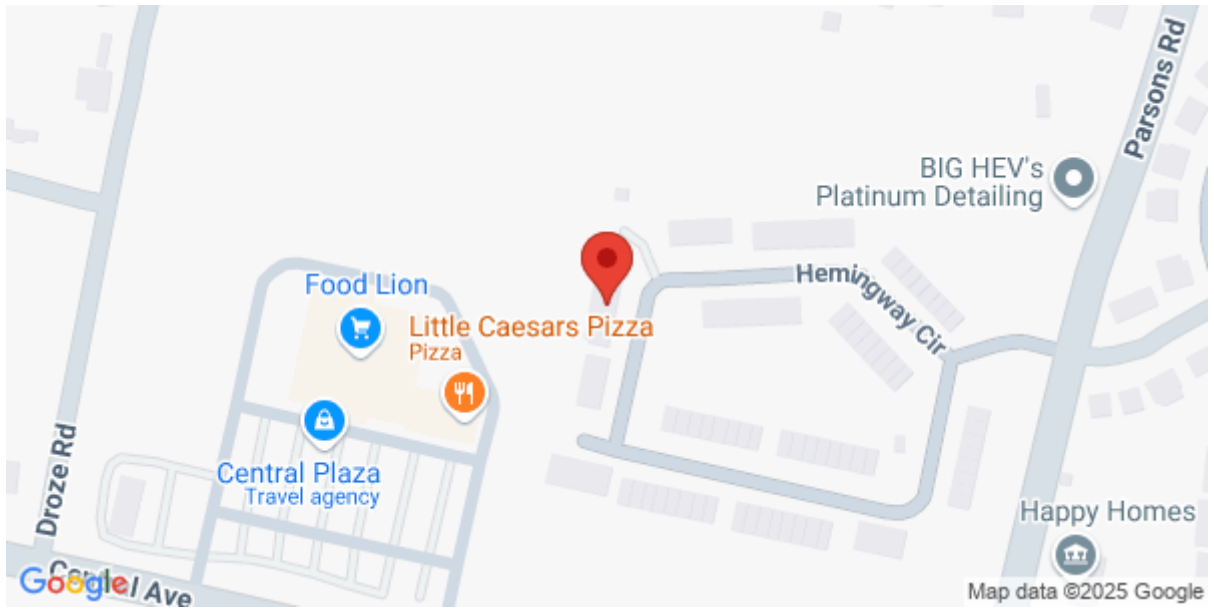 Parsons Rd
BIG HEV's
Platinum Detailing
Hemingway Cir
Food Lion
Little Caesars Pizza
Pizza
Central Plaza
Travel agency
Droze Rd
Happy Homes
Google
Ave
Map data ©2025 Google